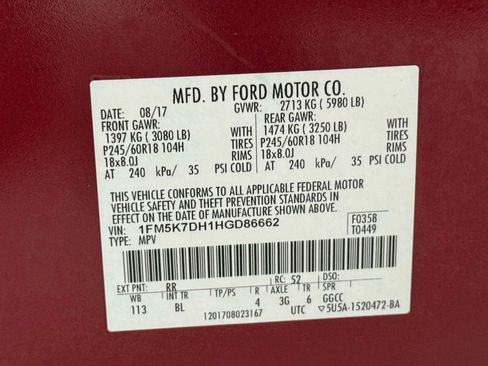 MFD. BY FORD MOTOR CO.
DATE: 08/17 GVWR: 2713 KG ( 5980 LB)
FRONT GAWR: REAR GAWR:
1397 KG ( 3080 LB) WITH 1474 KG ( 3250 LB) WITH
P245/60R18 104H TIRES P245/60R18 104H TIRES
18x8.0J RIMS 18x8.0J RIMS
AT 240 kPa/ 35 PSI COLD AT 240 kPa/ 35 PSI COLD
THIS VEHICLE CONFORMS TO ALL APPLICABLE FEDERAL MOTOR
VEHICLE SAFETY AND THEFT PREVENTION STANDARDS IN
EFFECT ON THE DATE OF MANUFACTURE SHOWN ABOVE.
VIN: 1FM5K7DH1HGD86662 F0358
TYPE: MPV T0449
EXT PNT: RR RC: 52 DSO:
WB INT TR TP/PS R AXLE TR SPR
113 BL 4 3G 6 GGCC
1201708023167 UTC ▽5U5A-1520472-BA